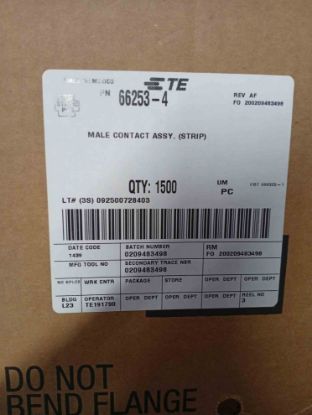 TE
PN 66253-4
REV AF
FO 200209483498
MALE CONTACT ASSY. (STRIP)
QTY: 1500
UM
PC
LT# (3S) 092500728403
DATE CODE
1439
BATCH NUMBER
0209483498
RM
FO 200209483498
MFG TOOL NO
SECONDARY TRACE NBR
0209483498
WRK CNTR
PACKAGE
STORE
OPER DEPT
OPER DEPT
BLDG
L23
OPERATOR
TE191790
OPER DEPT
OPER DEPT
OPER DEPT
OPER DEPT
REEL NO
3
DO NOT
BEND FLANGE